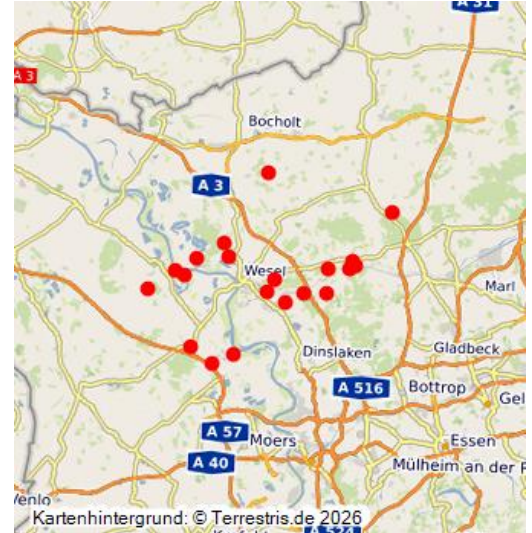 A 31
A 3
Bocholt
A 3
Wesel
Marl
Dinslaken
Gladbeck
A 516
Bottrop
Gel
A 57
Moers
Essen
A 40
Mülheim an der R
Venlo
Kartenhintergrund: © Terrestris.de 2026
A 524